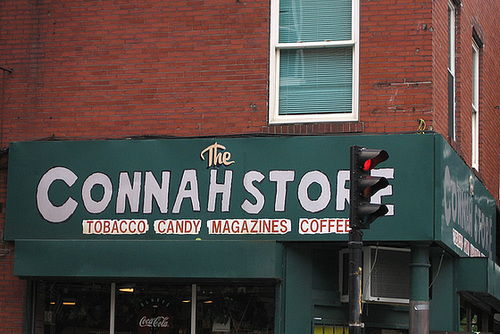 The
CONNAH STORE
TOBACCO CANDY MAGAZINES COFFEE
Coca-Cola